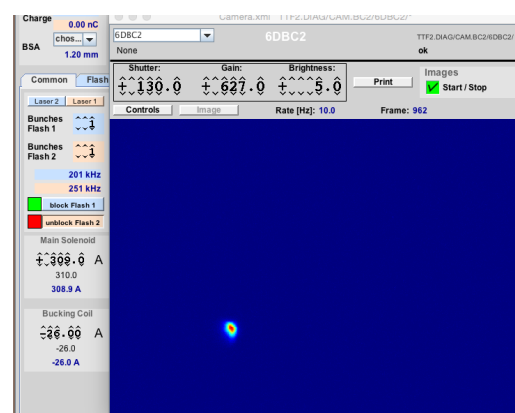 Charge
0.00 nC
chos...
BSA
1.20 mm
Common Flash
Laser 2 Laser 1
Bunches
Flash 1
1
Bunches
Flash 2
1
201 kHz
251 kHz
block Flash 1
unblock Flash 2
Main Solenoid
+309.0 A
310.0
308.9 A
Bucking Coil
-26.00 A
-26.0
-26.0 A
Camera.xml TTF2.DIAG/CAM.BC2/6DBC2/*
6DBC2
6DBC2
TTF2.DIAG/CAM.BC2/6DBC2/
None
ok
Shutter: Gain: Brightness:
+130.0 +627.0 +5.0
Print
Images
Start / Stop
Controls Image Rate [Hz]: 10.0 Frame: 962